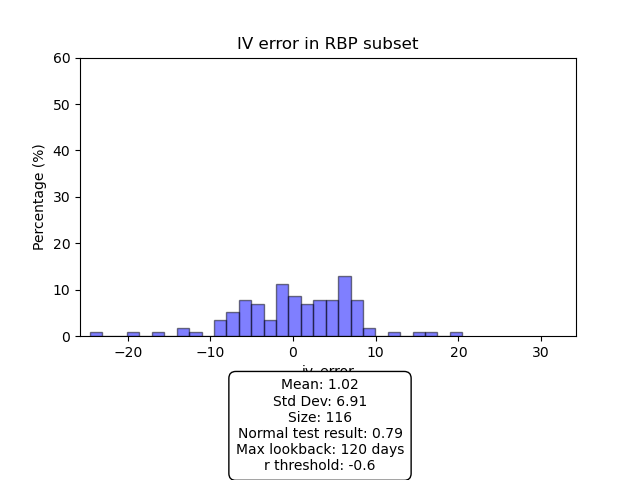 IV error in RBP subset
60
50
40
30
20
10
0
Percentage (%)
−20
−10
0
10
20
30
iv_error
Mean: 1.02
Std Dev: 6.91
Size: 116
Normal test result: 0.79
Max lookback: 120 days
r threshold: -0.6